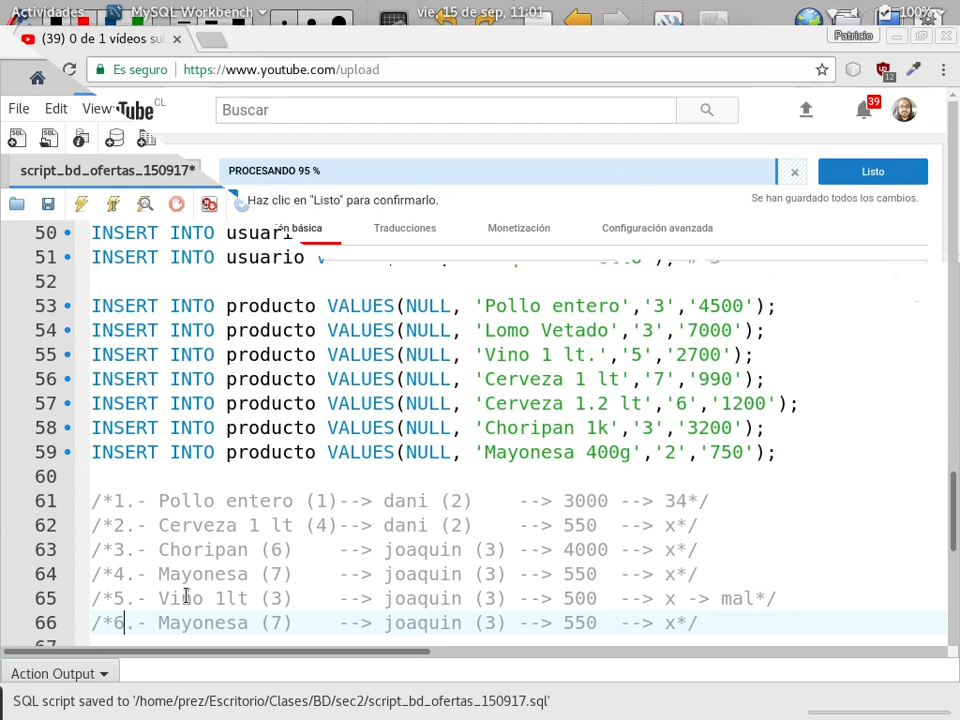 Actividades MySQL Workbench vie, 15 de sep, 11:01 100%
(39) 0 de 1 vídeos su Patricio
Es seguro https://www.youtube.com/upload 12
File Edit View Tube CL Buscar 39
script_bd_ofertas_150917* PROCESANDO 95 % Listo
Haz clic en "Listo" para confirmarlo. Se han guardado todos los cambios.
ón básica Traducciones Monetización Configuración avanzada
50 INSERT INTO usuari
51 INSERT INTO usuario
52
53 INSERT INTO producto VALUES(NULL, 'Pollo entero','3','4500');
54 INSERT INTO producto VALUES(NULL, 'Lomo Vetado','3','7000');
55 INSERT INTO producto VALUES(NULL, 'Vino 1 lt.','5','2700');
56 INSERT INTO producto VALUES(NULL, 'Cerveza 1 lt','7','990');
57 INSERT INTO producto VALUES(NULL, 'Cerveza 1.2 lt','6','1200');
58 INSERT INTO producto VALUES(NULL, 'Choripan 1k','3','3200');
59 INSERT INTO producto VALUES(NULL, 'Mayonesa 400g','2','750');
60
61 /*1.- Pollo entero (1)--> dani (2) --> 3000 --> 34*/
62 /*2.- Cerveza 1 lt (4)--> dani (2) --> 550 --> x*/
63 /*3.- Choripan (6) --> joaquin (3) --> 4000 --> x*/
64 /*4.- Mayonesa (7) --> joaquin (3) --> 550 --> x*/
65 /*5.- Vino 1lt (3) --> joaquin (3) --> 500 --> x -> mal*/
66 /*6.- Mayonesa (7) --> joaquin (3) --> 550 --> x*/
Action Output
SQL script saved to '/home/prez/Escritorio/Clases/BD/sec2/script_bd_ofertas_150917.sql'